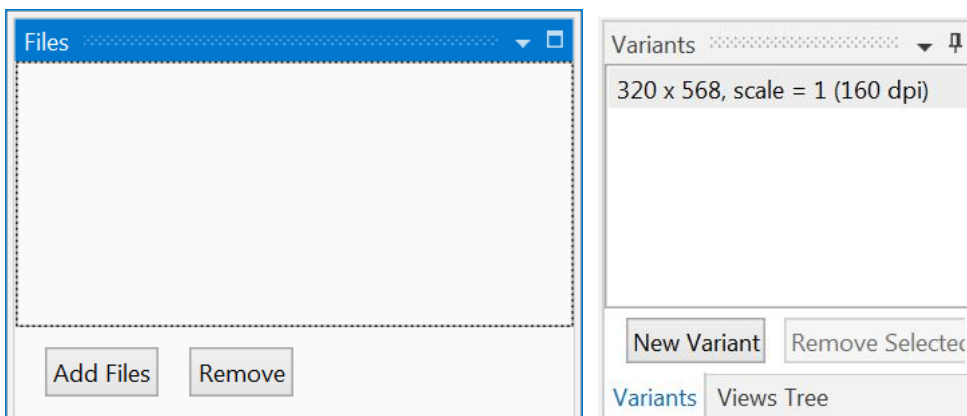 Files
Add Files
Remove
Variants
320 x 568, scale = 1 (160 dpi)
New Variant
Remove Selected
Variants
Views Tree